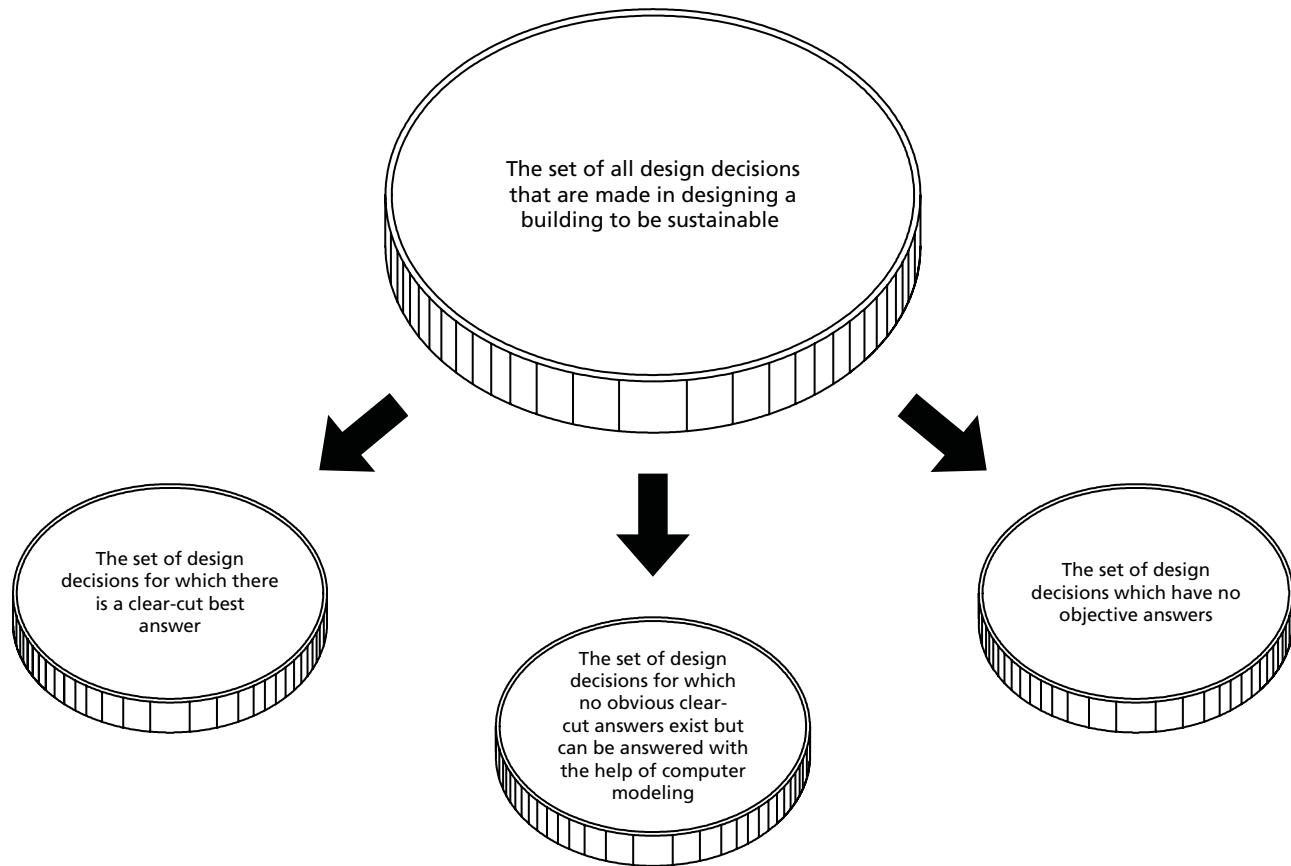 The set of all design decisions
that are made in designing a
building to be sustainable
The set of design
decisions for which there
is a clear-cut best
answer
The set of design
decisions for which
no obvious clear-
cut answers exist but
can be answered with
the help of computer
modeling
The set of design
decisions which have no
objective answers